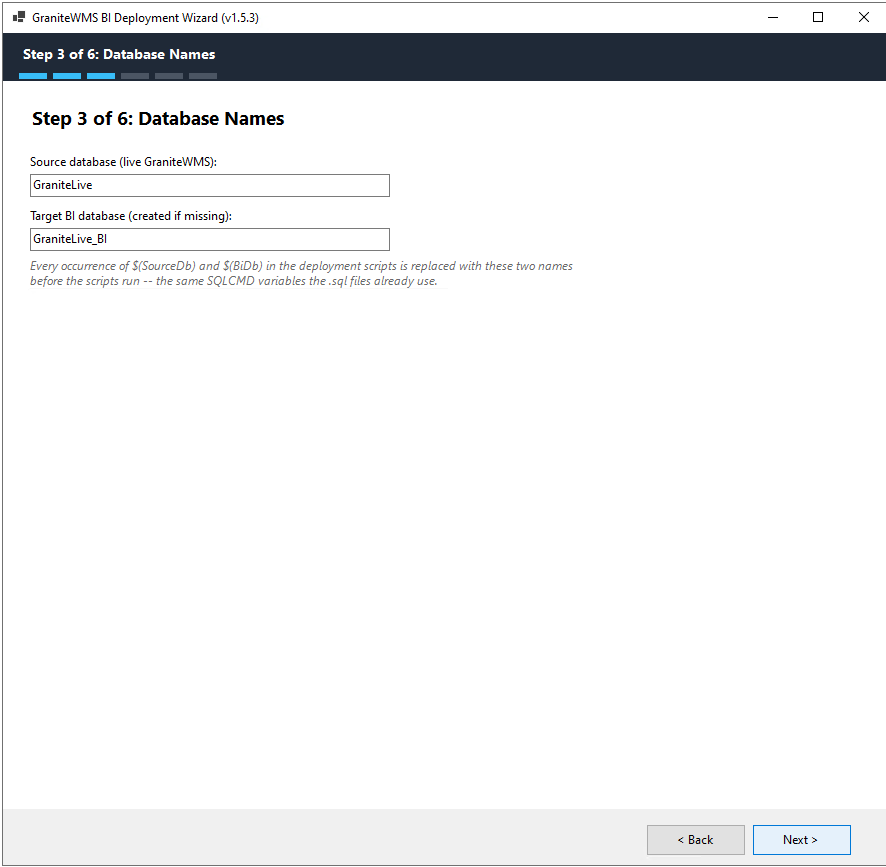 GraniteWMS BI Deployment Wizard (v1.5.3)
Step 3 of 6: Database Names
Step 3 of 6: Database Names
Source database (live GraniteWMS):
GraniteLive
Target BI database (created if missing):
GraniteLive_BI
Every occurrence of $(SourceDb) and $(BiDb) in the deployment scripts is replaced with these two names
before the scripts run -- the same SQLCMD variables the .sql files already use.
< Back
Next >